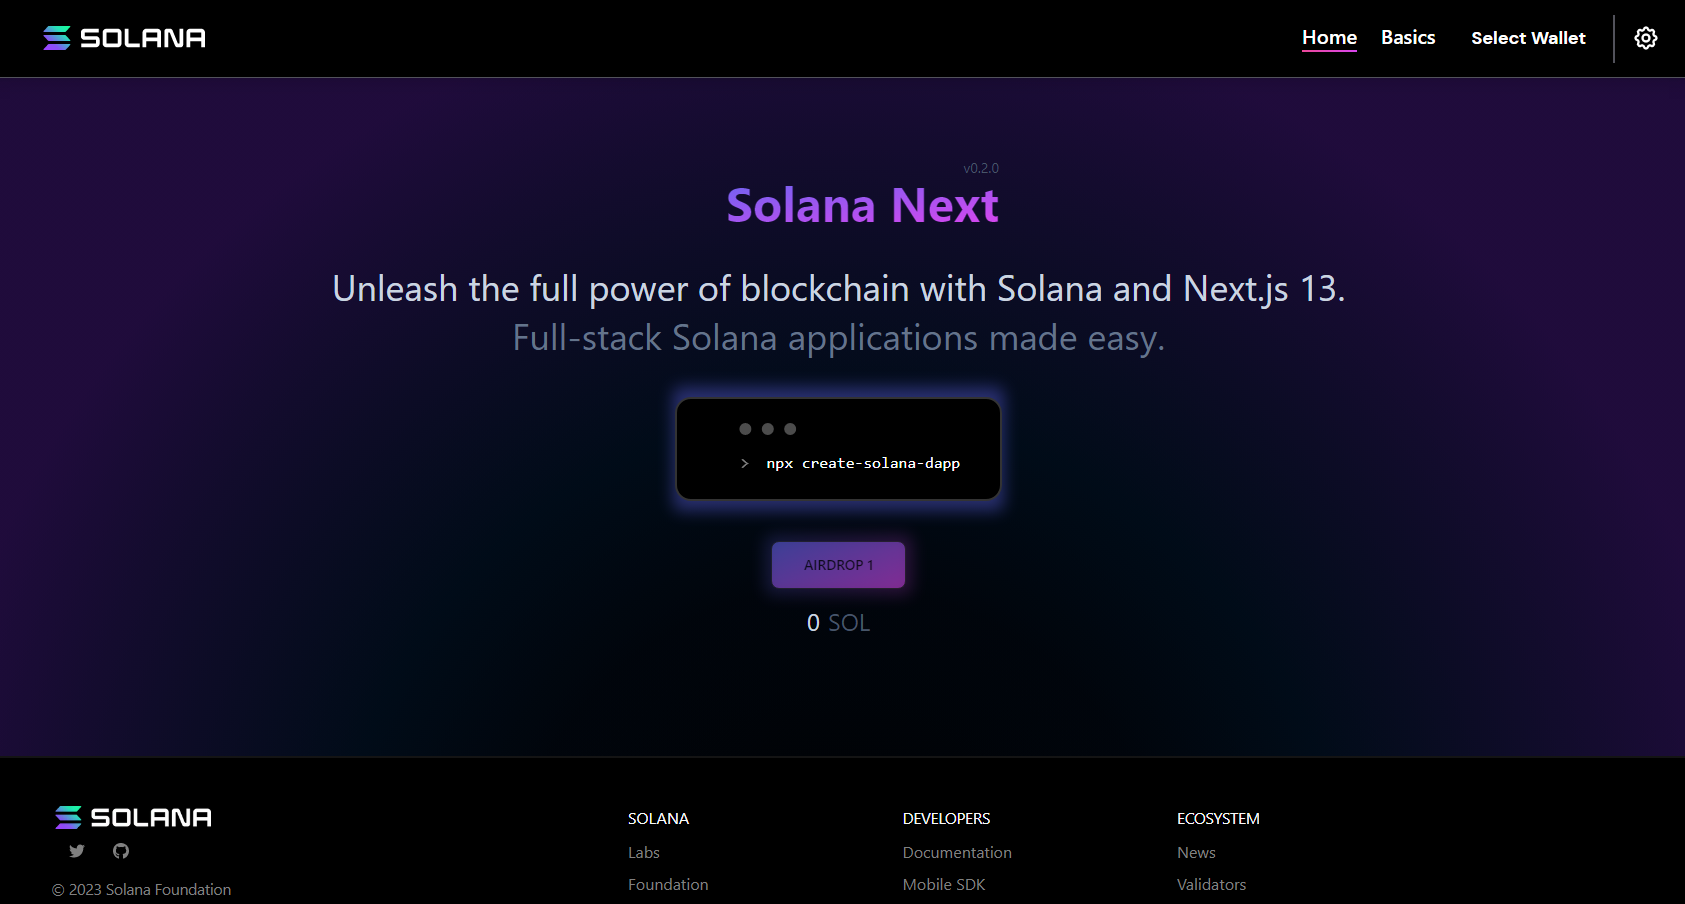 SOLANA
Home Basics Select Wallet
v0.2.0
Solana Next
Unleash the full power of blockchain with Solana and Next.js 13.
Full-stack Solana applications made easy.
> npx create-solana-dapp
AIRDROP 1
0 SOL
SOLANA
© 2023 Solana Foundation
SOLANA
Labs
Foundation
DEVELOPERS
Documentation
Mobile SDK
ECOSYSTEM
News
Validators